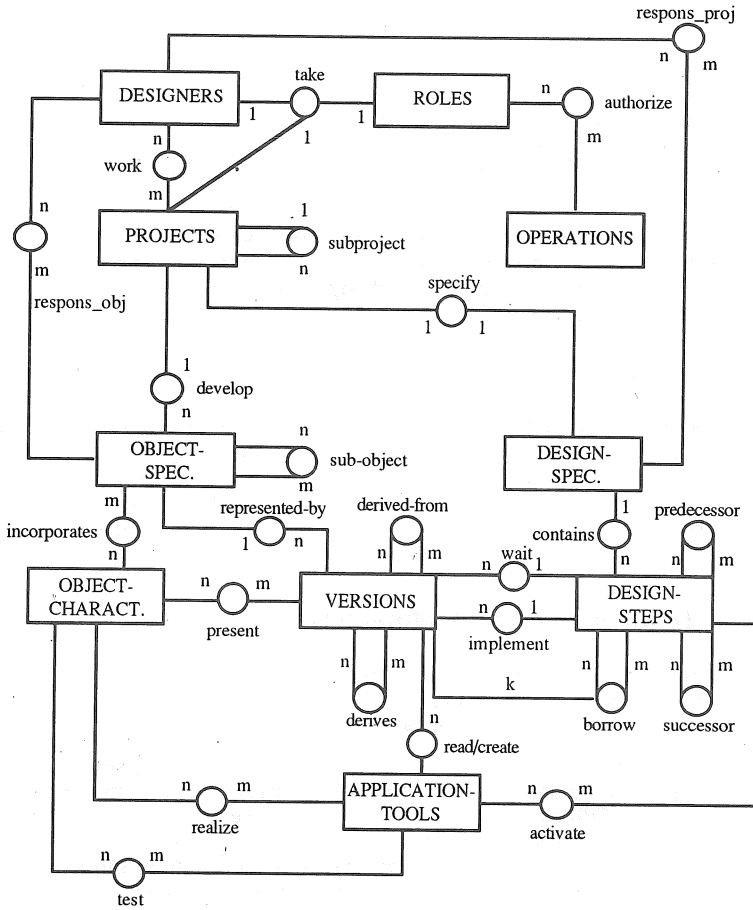 respons_proj
n m
take
DESIGNERS
ROLES
1 1 n
authorize
n
1
m
work
m
n
PROJECTS
1
subproject
n
OPERATIONS
m
specify
respons_obj
1 1
1
develop
n
n
OBJECT-
SPEC.
sub-object
m
DESIGN-
SPEC.
m
represented-by
derived-from
1
predecessor
incorporates
1 n
contains
n
n m
wait
n
n m
n 1
OBJECT-
CHARACT.
n m
VERSIONS
DESIGN-
STEPS
present
n 1
implement
n m
n m
n m
k
derives
n
borrow
successor
read/create
n m
APPLICATION-
TOOLS
n m
realize
activate
n m
test